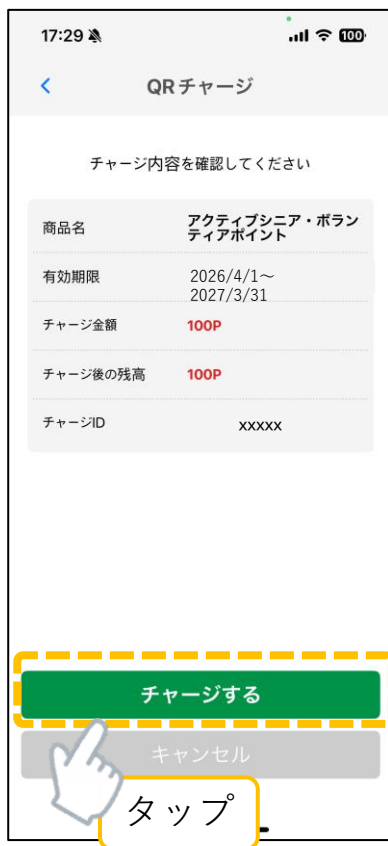 17:29
100
QRチャージ
チャージ内容を確認してください
商品名
アクティブシニア・ボラン
ティアポイント
有効期限
2026/4/1～
2027/3/31
チャージ金額
100P
チャージ後の残高
100P
チャージID
xxxxx
チャージする
キャンセル
タップ